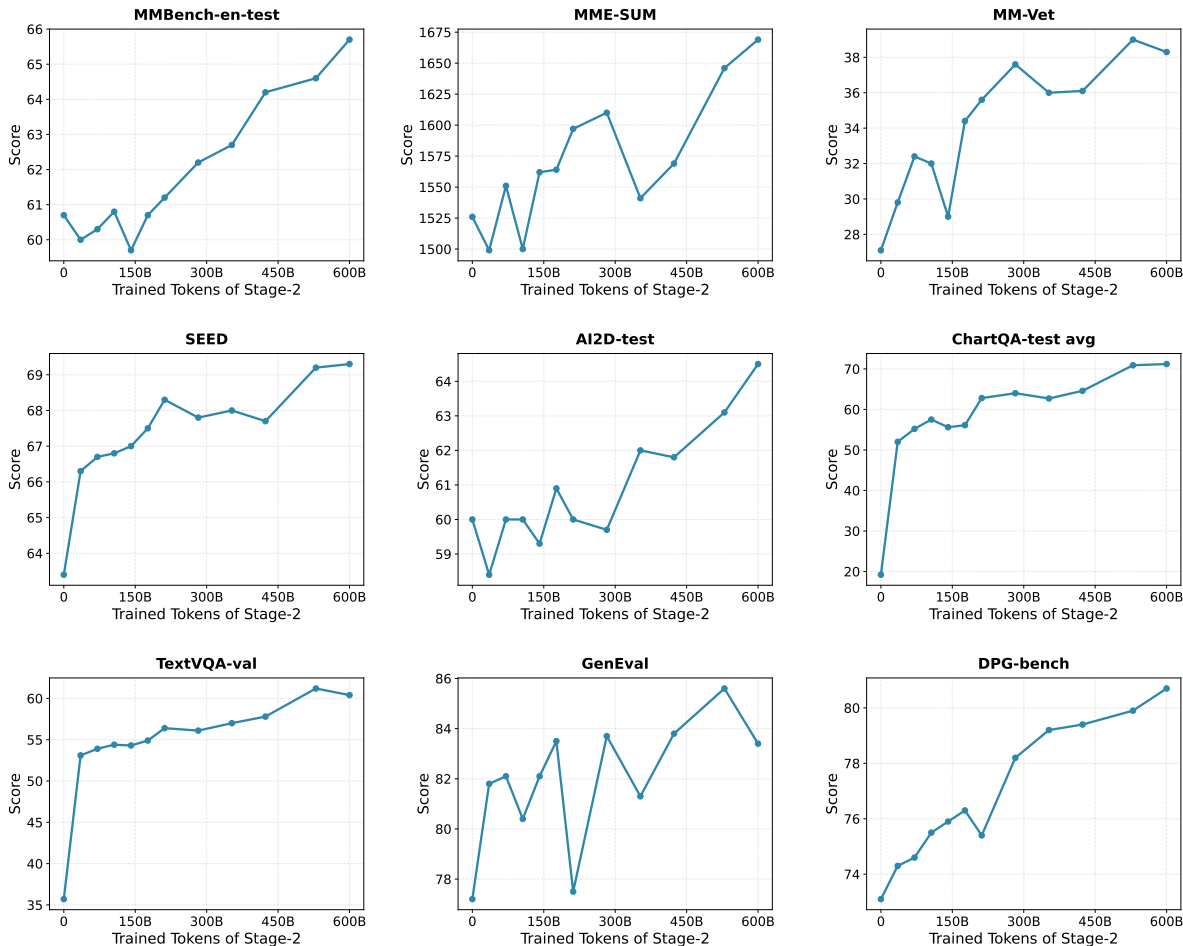 MMBench-en-test
66
65
64
63
62
61
60
Score
0 150B 300B 450B 600B
Trained Tokens of Stage-2
MME-SUM
1675
1650
1625
1600
1575
1550
1525
1500
Score
0 150B 300B 450B 600B
Trained Tokens of Stage-2
MM-Vet
38
36
34
32
30
28
Score
0 150B 300B 450B 600B
Trained Tokens of Stage-2
SEED
69
68
67
66
65
64
Score
0 150B 300B 450B 600B
Trained Tokens of Stage-2
AI2D-test
64
63
62
61
60
59
Score
0 150B 300B 450B 600B
Trained Tokens of Stage-2
ChartQA-test avg
70
60
50
40
30
20
Score
0 150B 300B 450B 600B
Trained Tokens of Stage-2
TextVQA-val
60
55
50
45
40
35
Score
0 150B 300B 450B 600B
Trained Tokens of Stage-2
GenEval
86
84
82
80
78
Score
0 150B 300B 450B 600B
Trained Tokens of Stage-2
DPG-bench
80
78
76
74
Score
0 150B 300B 450B 600B
Trained Tokens of Stage-2